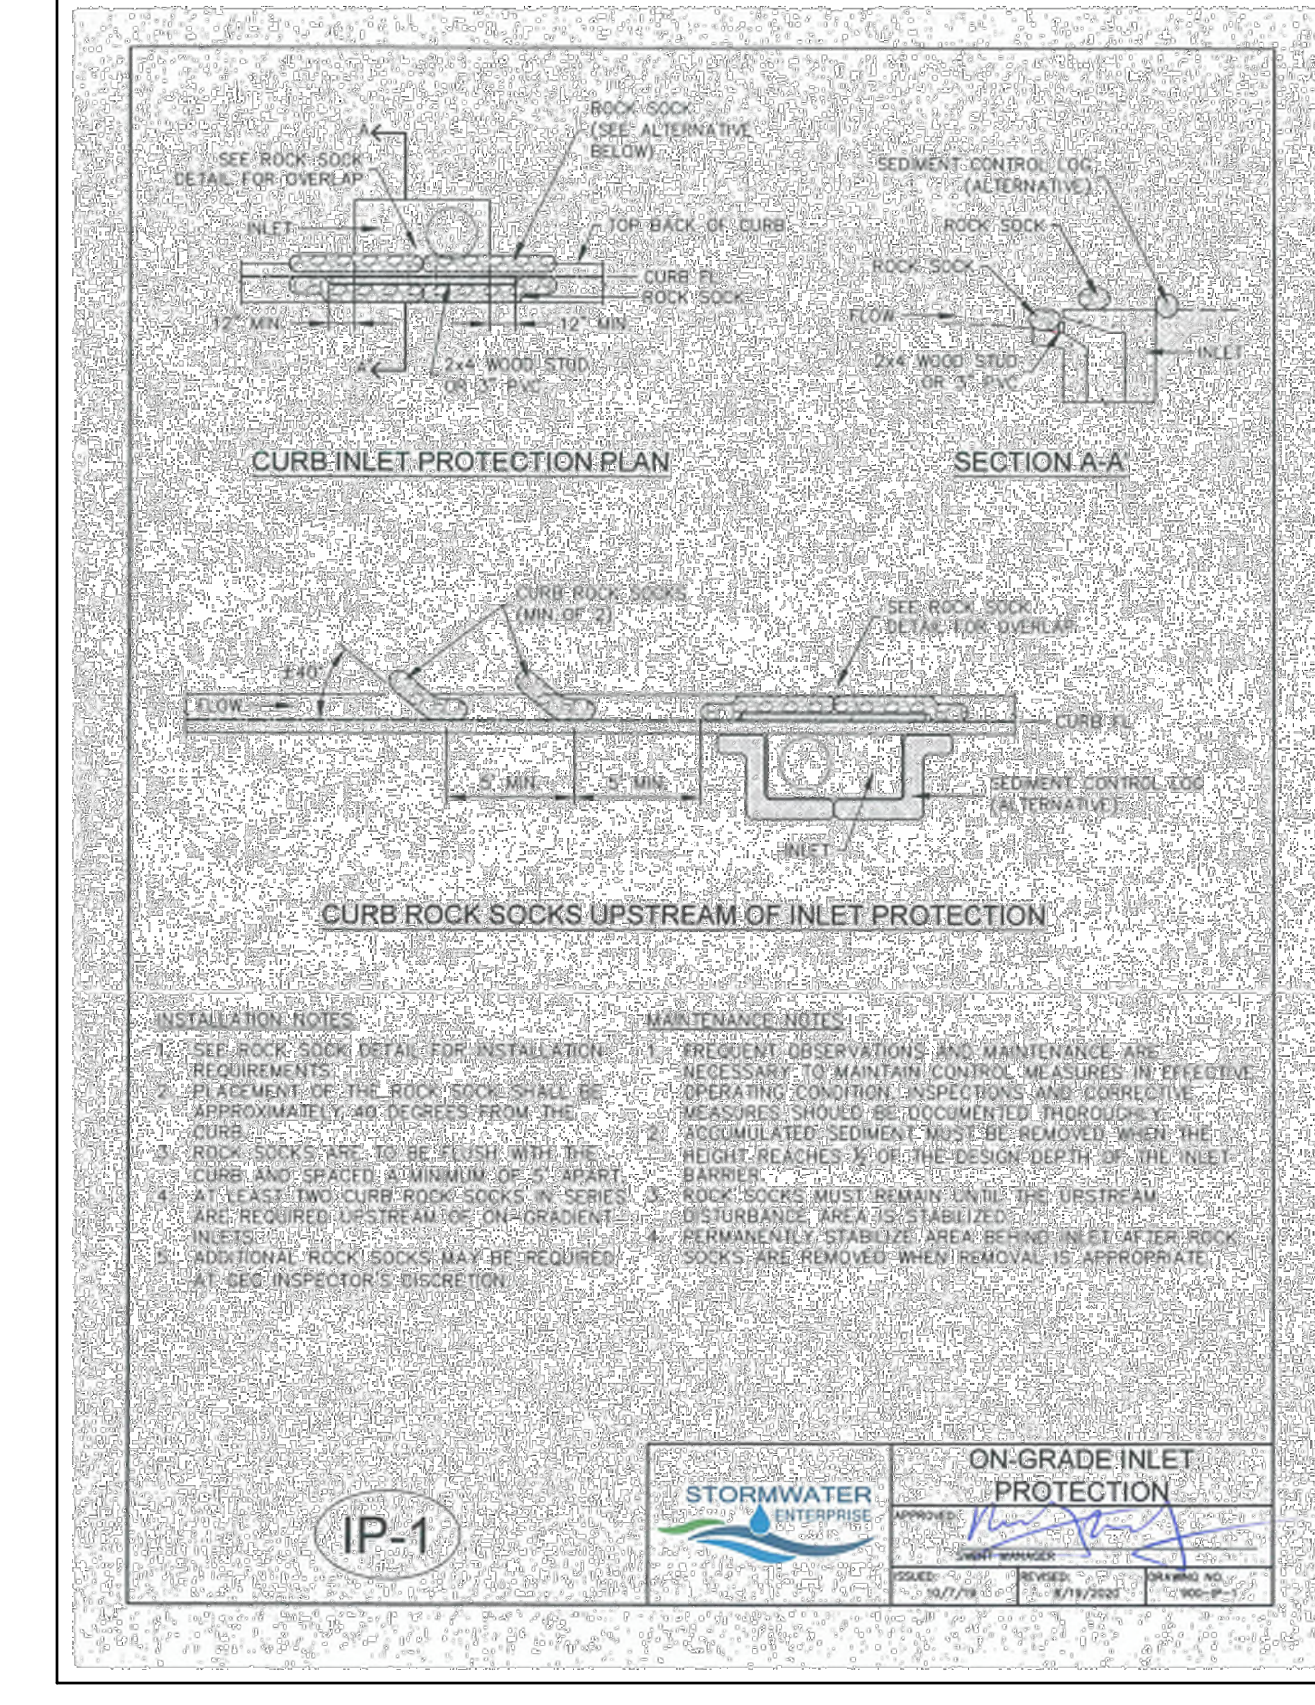 ROCK SOCK
(SEE ALTERNATIVE
BELOW)
A
SEE ROCK SOCK
DETAIL FOR OVERLAP
INLET
TOP BACK OF CURB
CURB FL
ROCK SOCK
12" MIN.
12" MIN.
A'
2x4 WOOD STUD
OR 3" PVC
CURB INLET PROTECTION PLAN
SEDIMENT CONTROL LOG
(ALTERNATIVE)
ROCK SOCK
ROCK SOCK
FLOW
INLET
2x4 WOOD STUD
OR 3" PVC
SECTION A-A'
CURB ROCK SOCKS
(MIN OF 2)
SEE ROCK SOCK
DETAIL FOR OVERLAP
±40°
FLOW
CURB FL
5' MIN.
5' MIN.
SEDIMENT CONTROL LOG
(ALTERNATIVE)
INLET
CURB ROCK SOCKS UPSTREAM OF INLET PROTECTION
INSTALLATION NOTES
1. SEE ROCK SOCK DETAIL FOR INSTALLATION
REQUIREMENTS.
2. PLACEMENT OF THE ROCK SOCK SHALL BE
APPROXIMATELY 40 DEGREES FROM THE
CURB.
3. ROCK SOCKS ARE TO BE FLUSH WITH THE
CURB AND SPACED A MINIMUM OF 5' APART.
4. AT LEAST TWO CURB ROCK SOCKS IN SERIES
ARE REQUIRED UPSTREAM OF ON-GRADIENT
INLETS.
5. ADDITIONAL ROCK SOCKS MAY BE REQUIRED
AT GEC INSPECTOR'S DISCRETION.
MAINTENANCE NOTES
1. FREQUENT OBSERVATIONS AND MAINTENANCE ARE
NECESSARY TO MAINTAIN CONTROL MEASURES IN EFFECTIVE
OPERATING CONDITION. INSPECTIONS AND CORRECTIVE
MEASURES SHOULD BE DOCUMENTED THOROUGHLY.
2. ACCUMULATED SEDIMENT MUST BE REMOVED WHEN THE
HEIGHT REACHES ½ OF THE DESIGN DEPTH OF THE INLET
BARRIER.
3. ROCK SOCKS MUST REMAIN UNTIL THE UPSTREAM
DISTURBANCE AREA IS STABILIZED.
4. PERMANENTLY STABILIZE AREA BEHIND INLET AFTER ROCK
SOCKS ARE REMOVED WHEN REMOVAL IS APPROPRIATE.
IP-1
STORMWATER
ENTERPRISE
ON-GRADE INLET
PROTECTION
APPROVED:
SWENT MANAGER
ISSUED:
10/7/19
REVISED:
8/19/2020
DRAWING NO.
900-IP-1